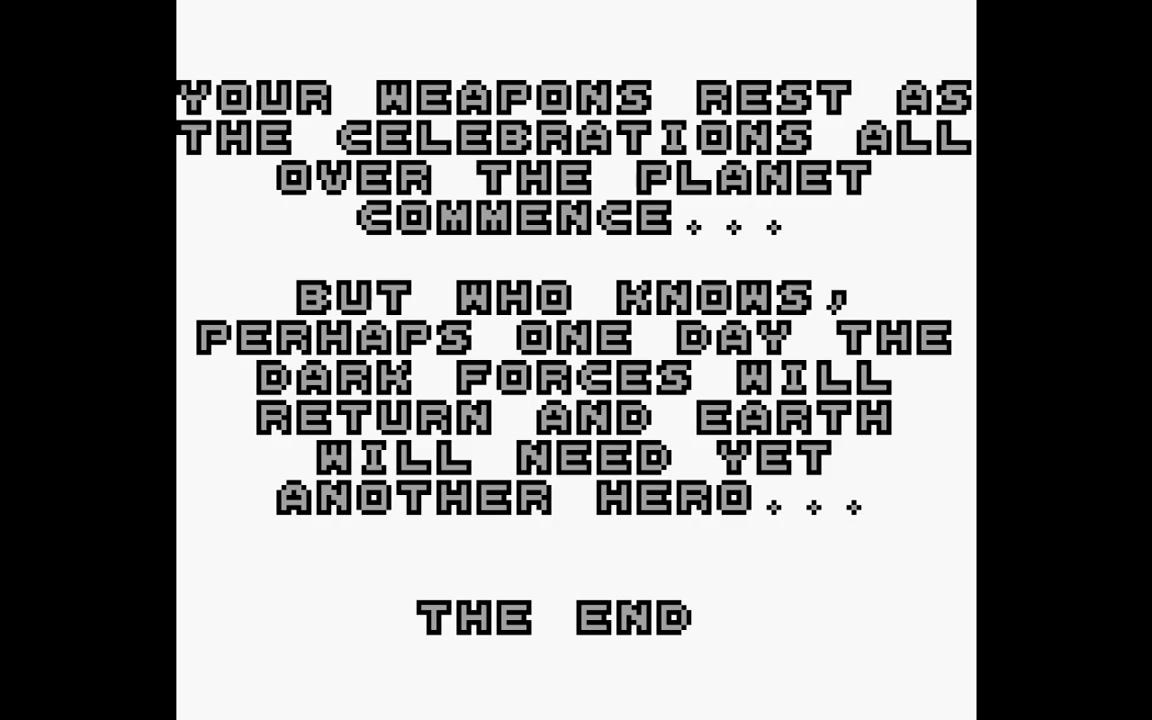 YOUR WEAPONS REST AS
THE CELEBRATIONS ALL
OVER THE PLANET
COMMENCE...
BUT WHO KNOWS,
PERHAPS ONE DAY THE
DARK FORCES WILL
RETURN AND EARTH
WILL NEED YET
ANOTHER HERO...
THE END